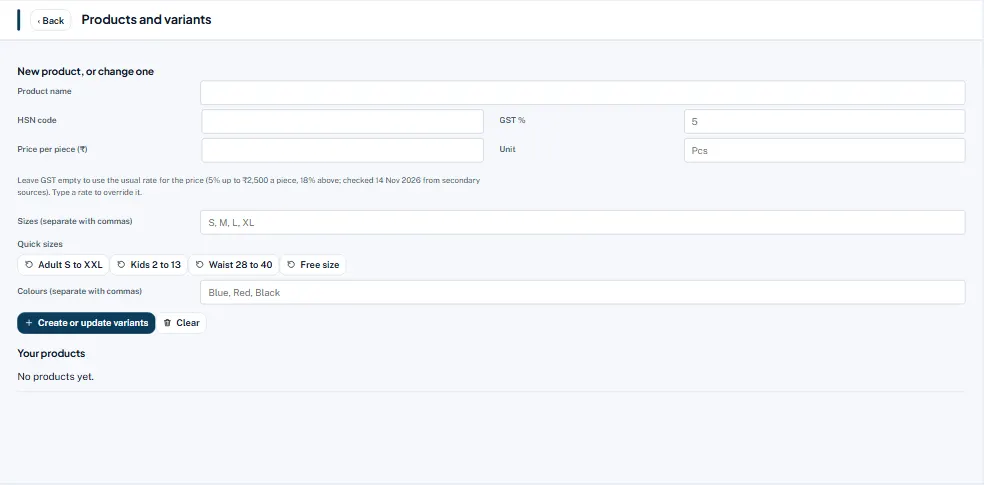 ‹ Back Products and variants
New product, or change one
Product name
HSN code GST % 5
Price per piece (₹) Unit Pcs
Leave GST empty to use the usual rate for the price (5% up to ₹2,500 a piece, 18% above; checked 14 Nov 2026 from secondary
sources). Type a rate to override it.
Sizes (separate with commas) S, M, L, XL
Quick sizes
Adult S to XXL Kids 2 to 13 Waist 28 to 40 Free size
Colours (separate with commas) Blue, Red, Black
+ Create or update variants Clear
Your products
No products yet.